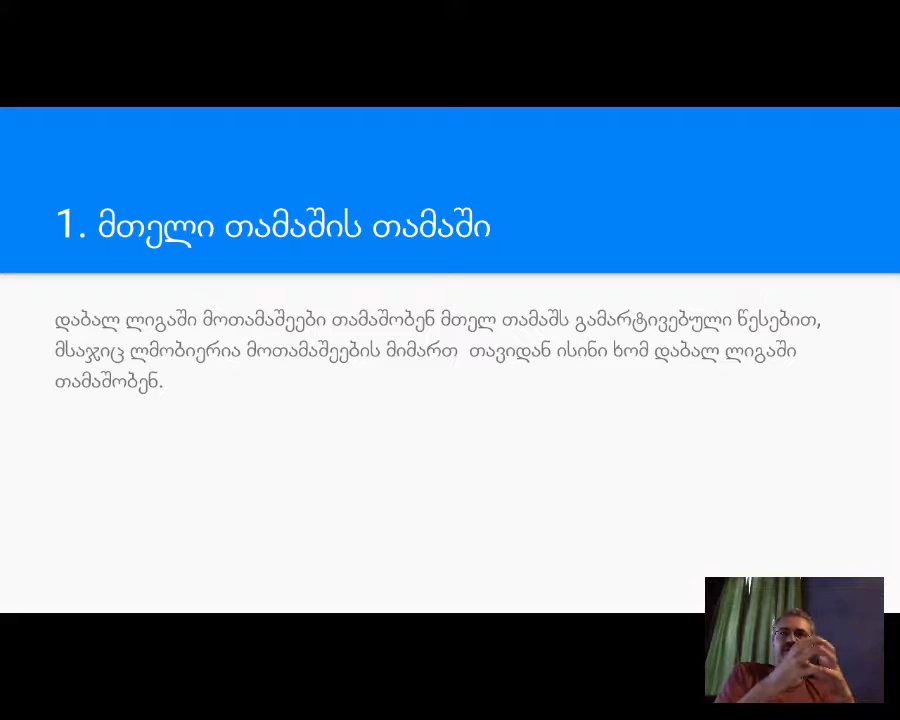 1. მთელი თამაშის თამაში
დაბალ ლიგაში მოთამაშეები თამაშობენ მთელ თამაშს გამარტივებული წესებით,
მსაჯიც ლმობიერია მოთამაშეების მიმართ თავიდან ისინი ხომ დაბალ ლიგაში
თამაშობენ.